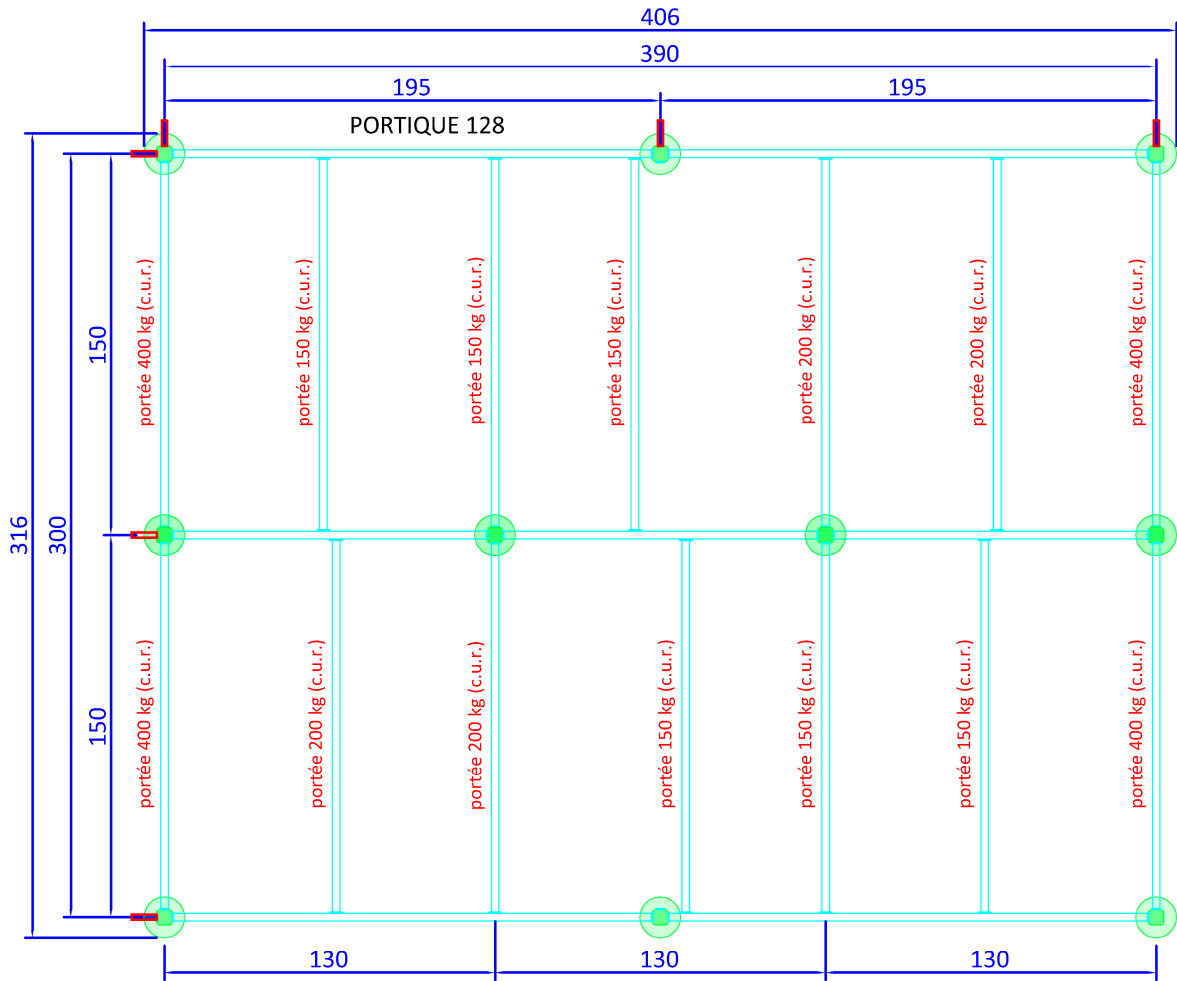 406
390
195
195
PORTIQUE 128
316
300
150
150
portée 400 kg (c.u.r.)
portée 150 kg (c.u.r.)
portée 150 kg (c.u.r.)
portée 150 kg (c.u.r.)
portée 200 kg (c.u.r.)
portée 200 kg (c.u.r.)
portée 400 kg (c.u.r.)
portée 400 kg (c.u.r.)
portée 200 kg (c.u.r.)
portée 200 kg (c.u.r.)
portée 150 kg (c.u.r.)
portée 150 kg (c.u.r.)
portée 150 kg (c.u.r.)
portée 400 kg (c.u.r.)
130
130
130